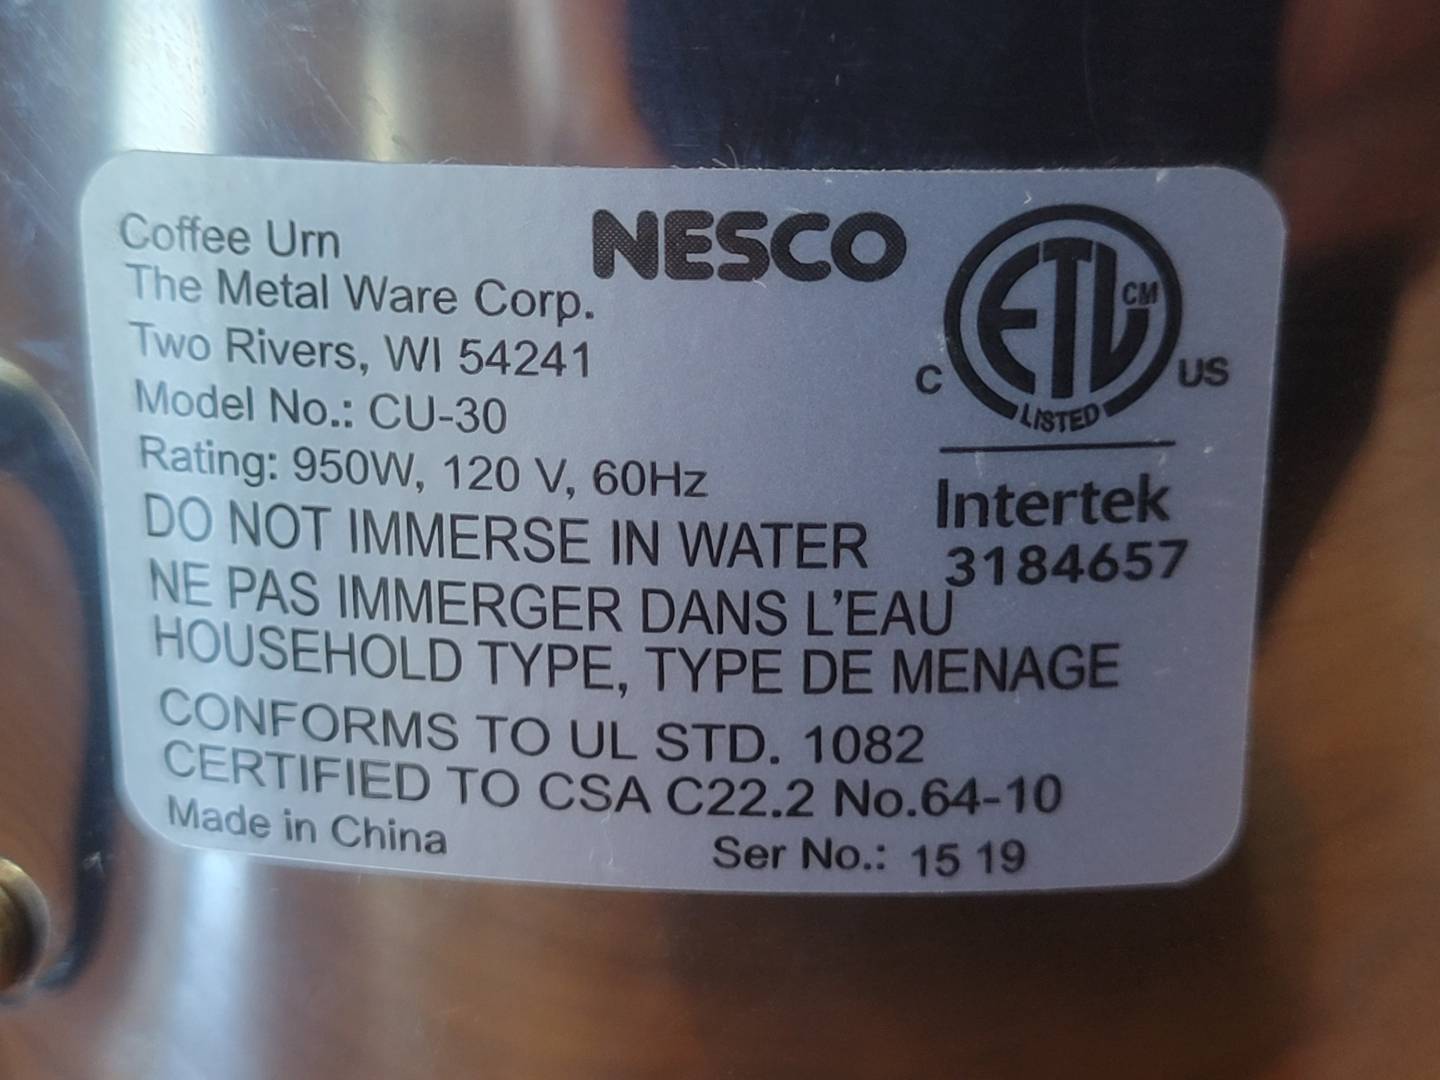 Coffee Urn
NESCO
The Metal Ware Corp.
Two Rivers, WI 54241
Model No.: CU-30
Rating: 950W, 120 V, 60Hz
DO NOT IMMERSE IN WATER
NE PAS IMMERGER DANS L'EAU
HOUSEHOLD TYPE, TYPE DE MENAGE
CONFORMS TO UL STD. 1082
CERTIFIED TO CSA C22.2 No.64-10
Made in China
Ser No.: 15 19
ETL CM
C US
LISTED
Intertek
3184657